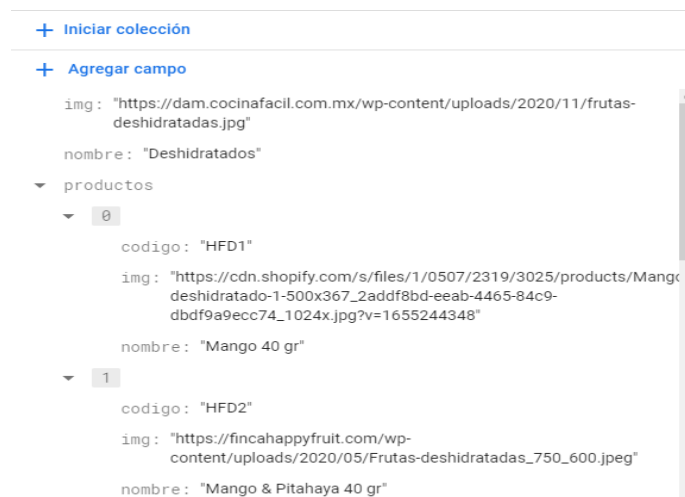 + Iniciar colección
+ Agregar campo
img: "https://dam.cocinafacil.com.mx/wp-content/uploads/2020/11/frutas-
deshidratadas.jpg"
nombre: "Deshidratados"
productos
0
codigo: "HFD1"
img: "https://cdn.shopify.com/s/files/1/0507/2319/3025/products/Mango
deshidratado-1-500x367_2addf8bd-eeab-4465-84c9-
dbdf9a9ecc74_1024x.jpg?v=1655244348"
nombre: "Mango 40 gr"
1
codigo: "HFD2"
img: "https://fincahappyfruit.com/wp-
content/uploads/2020/05/Frutas-deshidratadas_750_600.jpeg"
nombre: "Mango & Pitahaya 40 gr"